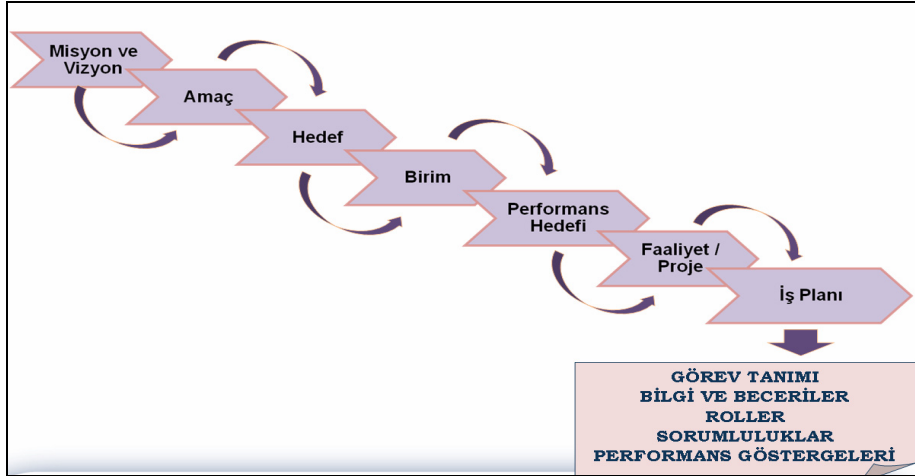 Misyon ve
Vizyon
Amaç
Hedef
Birim
Performans
Hedefi
Faaliyet /
Proje
İş Planı
GÖREV TANIMI
BİLGİ VE BECERİLER
ROLLER
SORUMLULUKLAR
PERFORMANS GÖSTERGELERİ